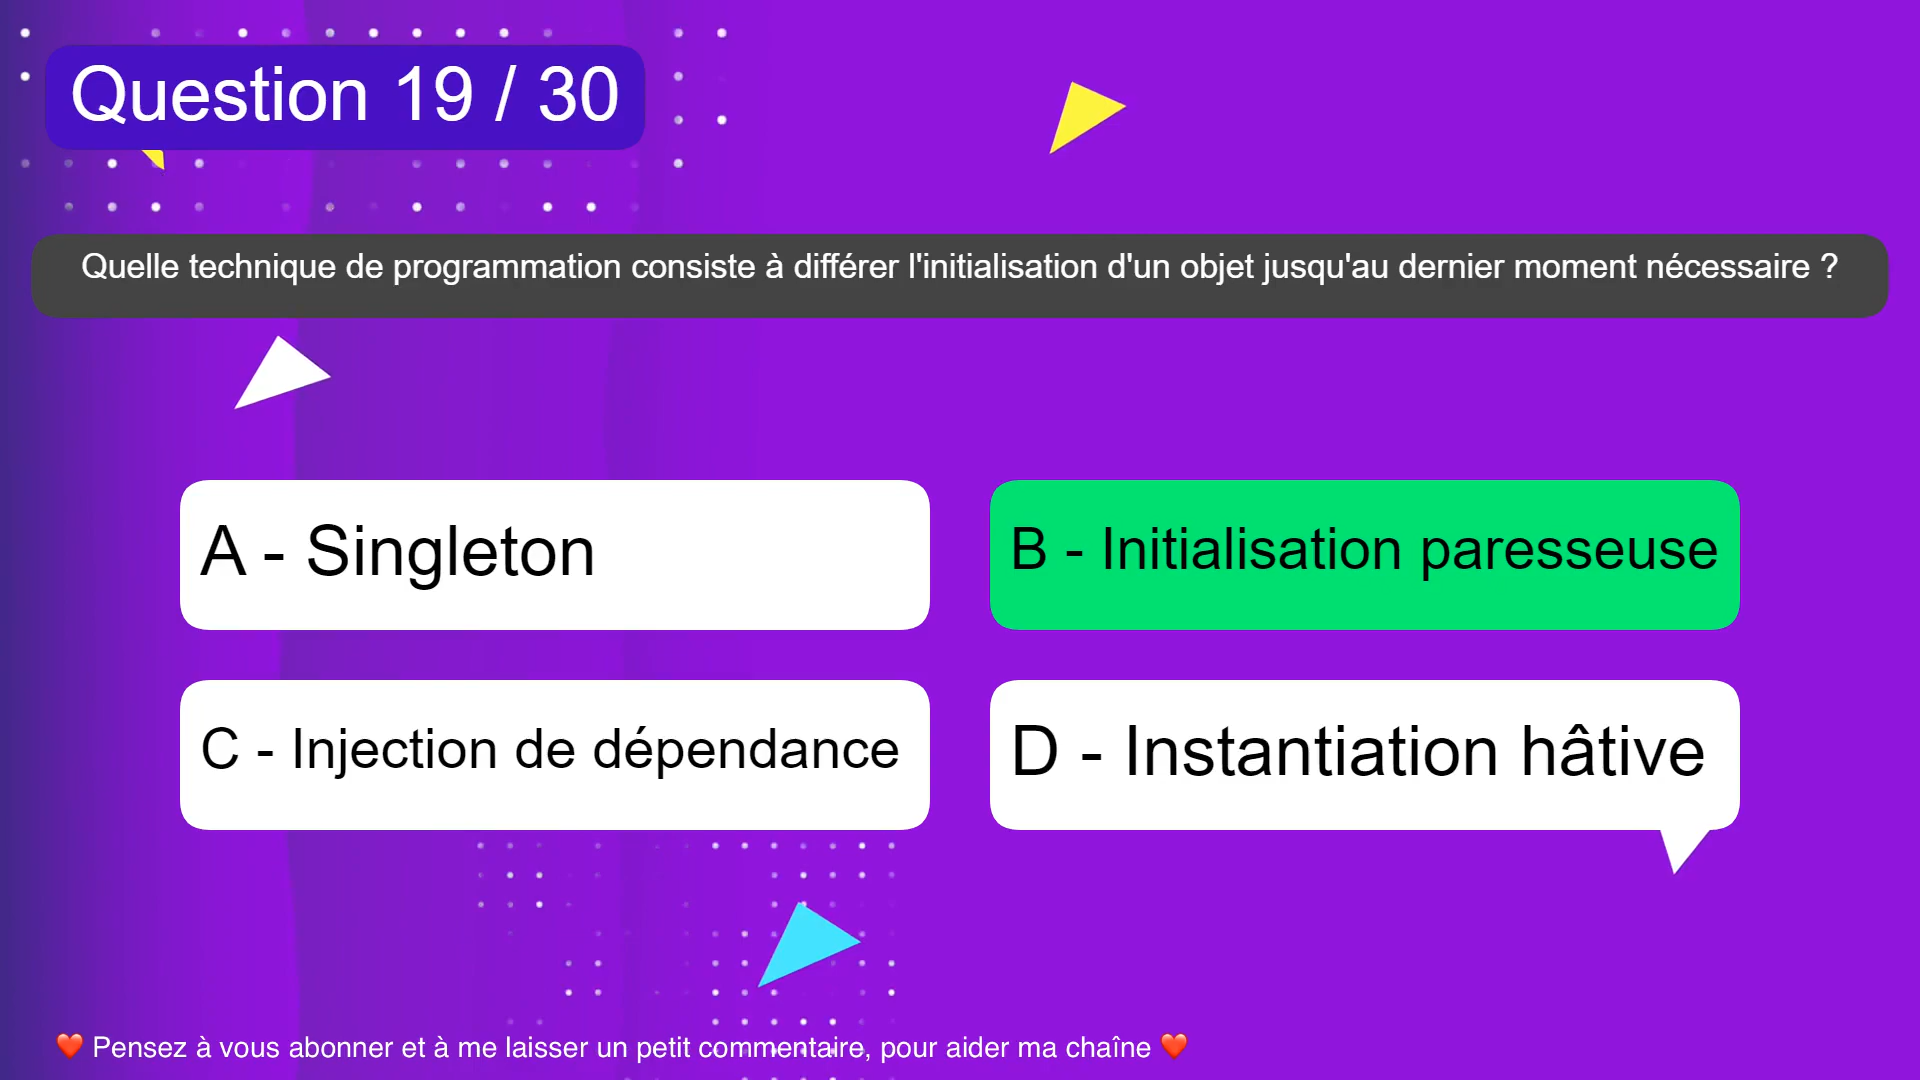 Question 19 / 30
Quelle technique de programmation consiste à différer l'initialisation d'un objet jusqu'au dernier moment nécessaire ?
A - Singleton
B - Initialisation paresseuse
C - Injection de dépendance
D - Instantiation hâtive
❤️ Pensez à vous abonner et à me laisser un petit commentaire, pour aider ma chaîne ❤️